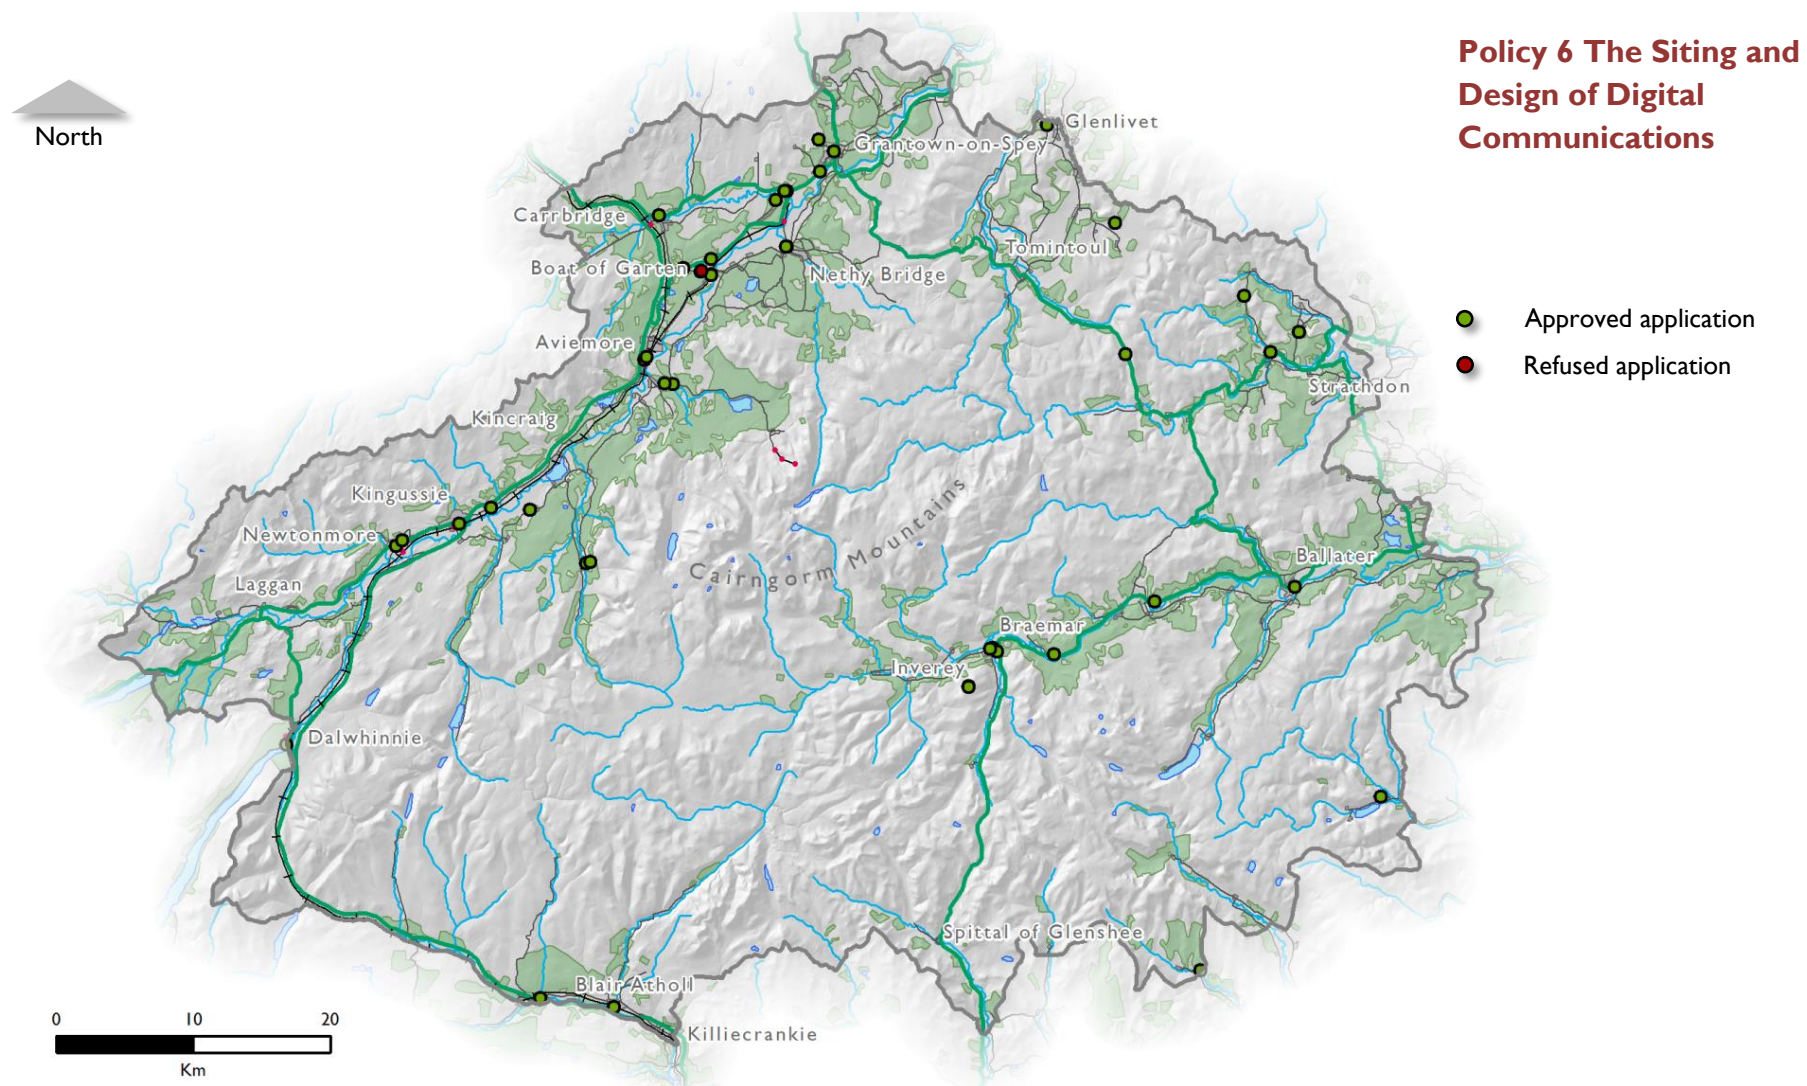 Policy 6 The Siting and
Design of Digital
Communications
North
Glenlivet
Grantown-on-Spey
Carrbridge
Tomintoul
Boat of Garten
Nethy Bridge
Approved application
Aviemore
Refused application
Strathdon
Kincraig
Kingussie
Newtonmore
Cairngorm Mountains
Ballater
Laggan
Braemar
Inverey
Dalwhinnie
Spittal of Glenshee
Blair Atholl
Killiecrankie
0 10 20
Km